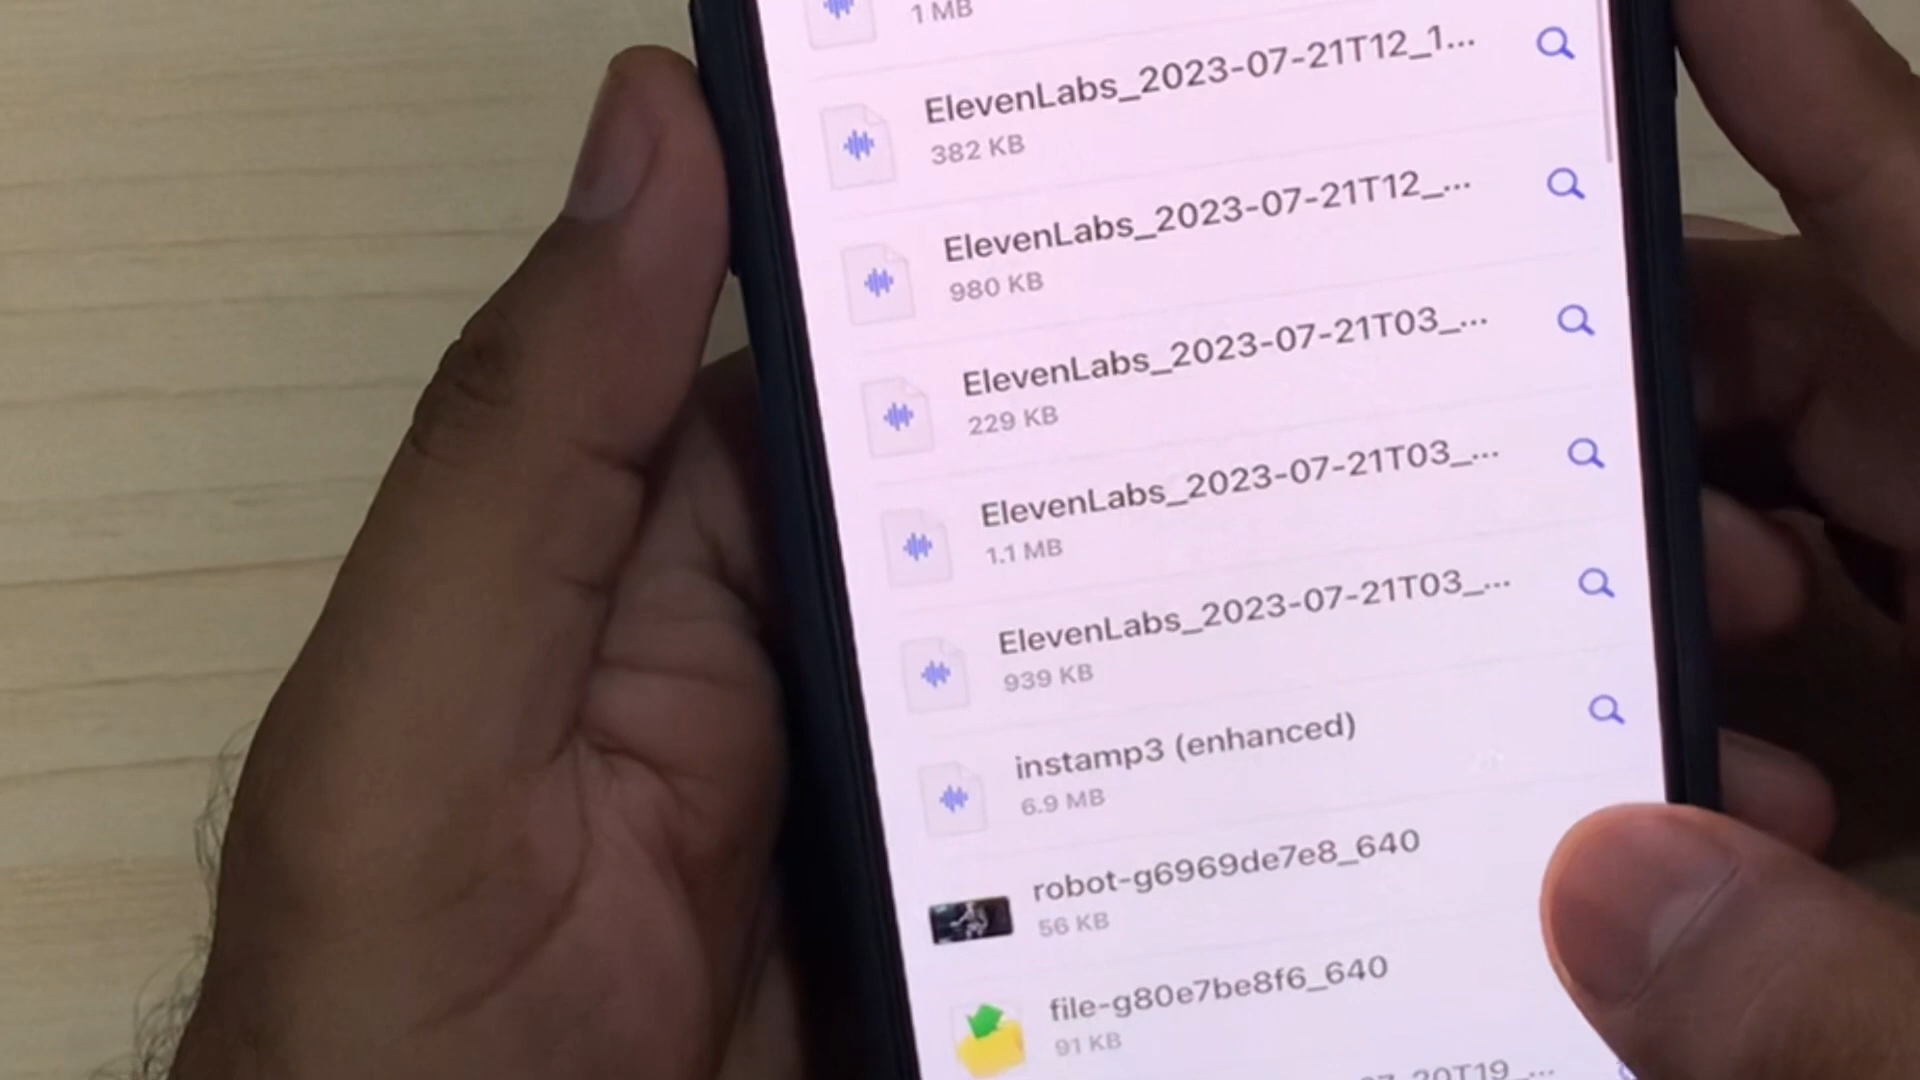 1 MB
ElevenLabs_2023-07-21T12_1...
382 KB
ElevenLabs_2023-07-21T12_...
980 KB
ElevenLabs_2023-07-21T03_...
229 KB
ElevenLabs_2023-07-21T03_...
1.1 MB
ElevenLabs_2023-07-21T03_...
939 KB
instamp3 (enhanced)
6.9 MB
robot-g6969de7e8_640
56 KB
file-g80e7be8f6_640
91 KB